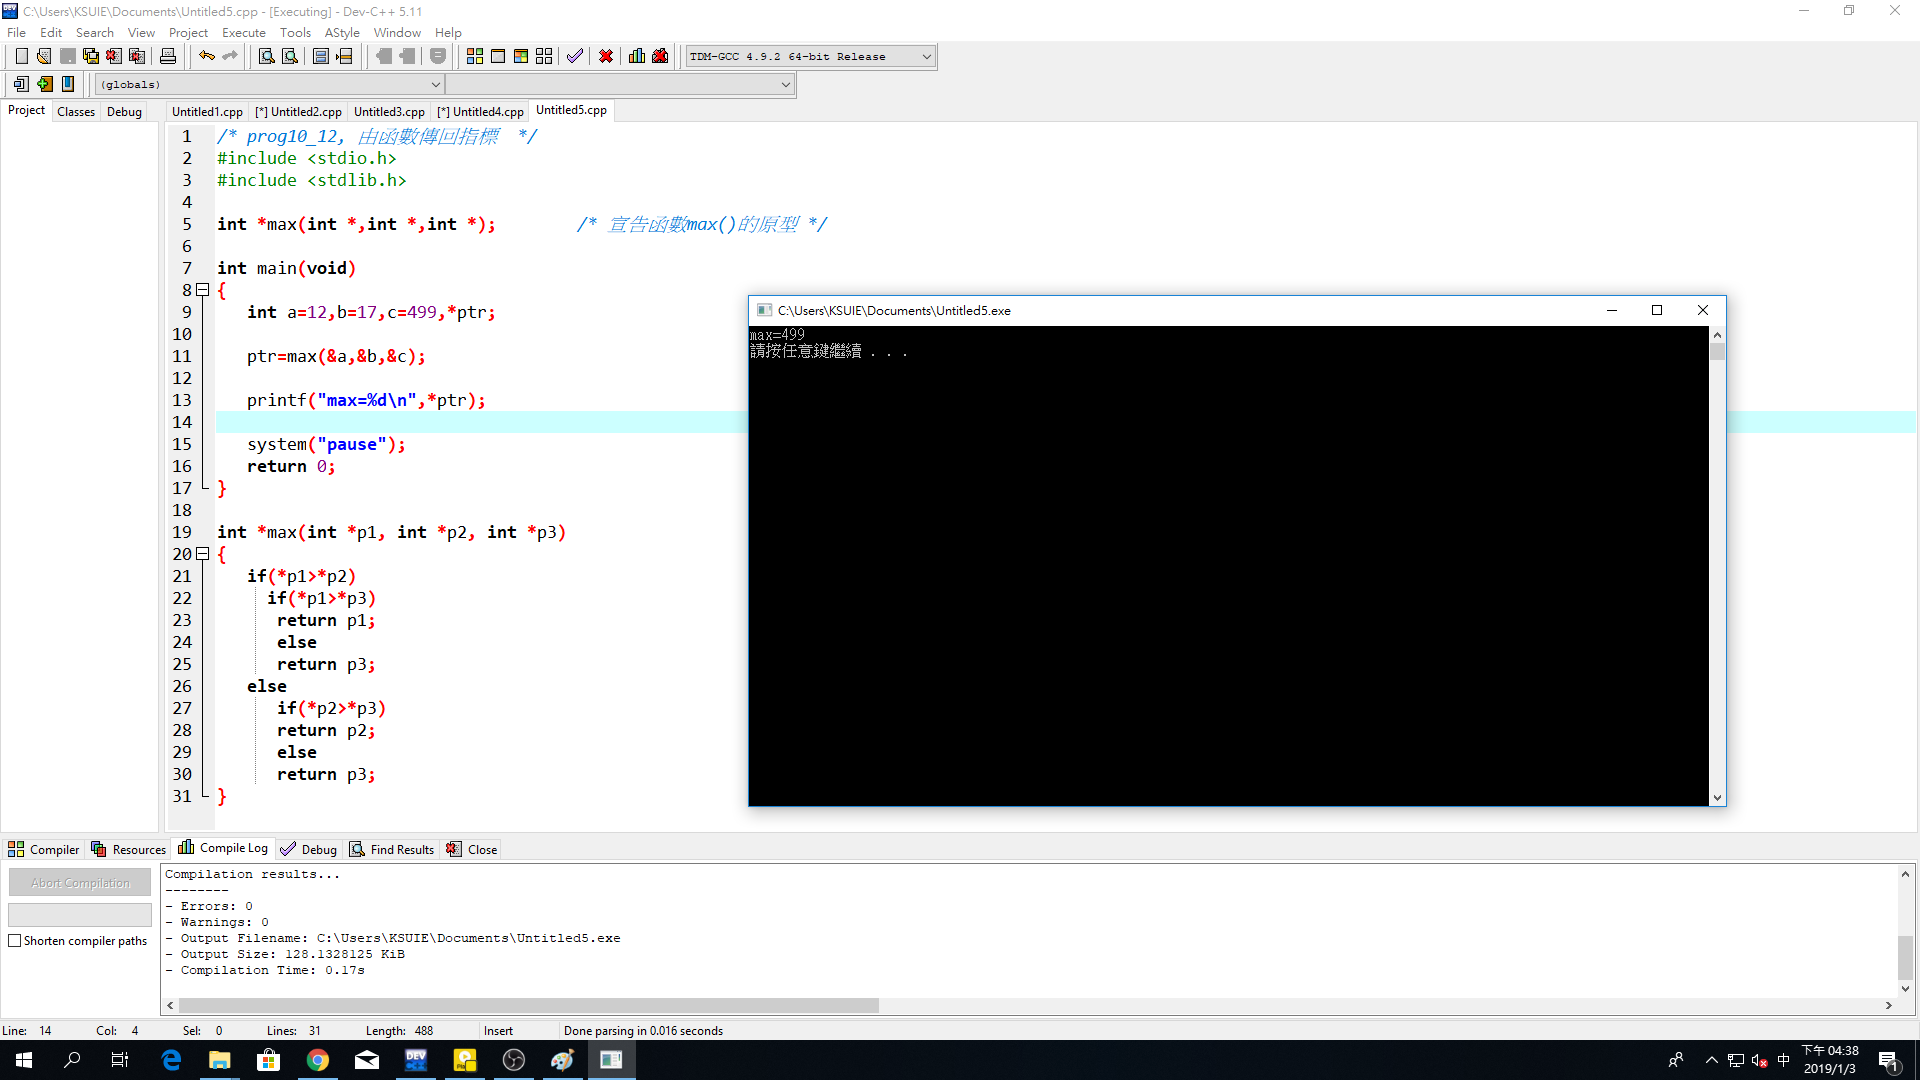 C:\Users\KSUIE\Documents\Untitled5.cpp - [Executing] - Dev-C++ 5.11
File Edit Search View Project Execute Tools AStyle Window Help
TDM-GCC 4.9.2 64-bit Release
(globals)
Project Classes Debug
Untitled1.cpp [*] Untitled2.cpp Untitled3.cpp [*] Untitled4.cpp Untitled5.cpp
1 /* prog10_12, 由函數傳回指標  */
2 #include <stdio.h>
3 #include <stdlib.h>
4
5 int *max(int *,int *,int *);        /* 宣告函數max()的原型 */
6
7 int main(void)
8 {
9    int a=12,b=17,c=499,*ptr;
10
11    ptr=max(&a,&b,&c);
12
13    printf("max=%d\n",*ptr);
14
15    system("pause");
16    return 0;
17 }
18
19 int *max(int *p1, int *p2, int *p3)
20 {
21    if(*p1>*p2)
22      if(*p1>*p3)
23       return p1;
24       else
25       return p3;
26    else
27       if(*p2>*p3)
28       return p2;
29       else
30       return p3;
31 }
C:\Users\KSUIE\Documents\Untitled5.exe
max=499
請按任意鍵繼續 . . .
Compiler Resources Compile Log Debug Find Results Close
Abort Compilation
Shorten compiler paths
Compilation results...
--------
- Errors: 0
- Warnings: 0
- Output Filename: C:\Users\KSUIE\Documents\Untitled5.exe
- Output Size: 128.1328125 KiB
- Compilation Time: 0.17s
Line: 14 Col: 4 Sel: 0 Lines: 31 Length: 488 Insert Done parsing in 0.016 seconds
DEV
中
下午 04:38
2019/1/3
1